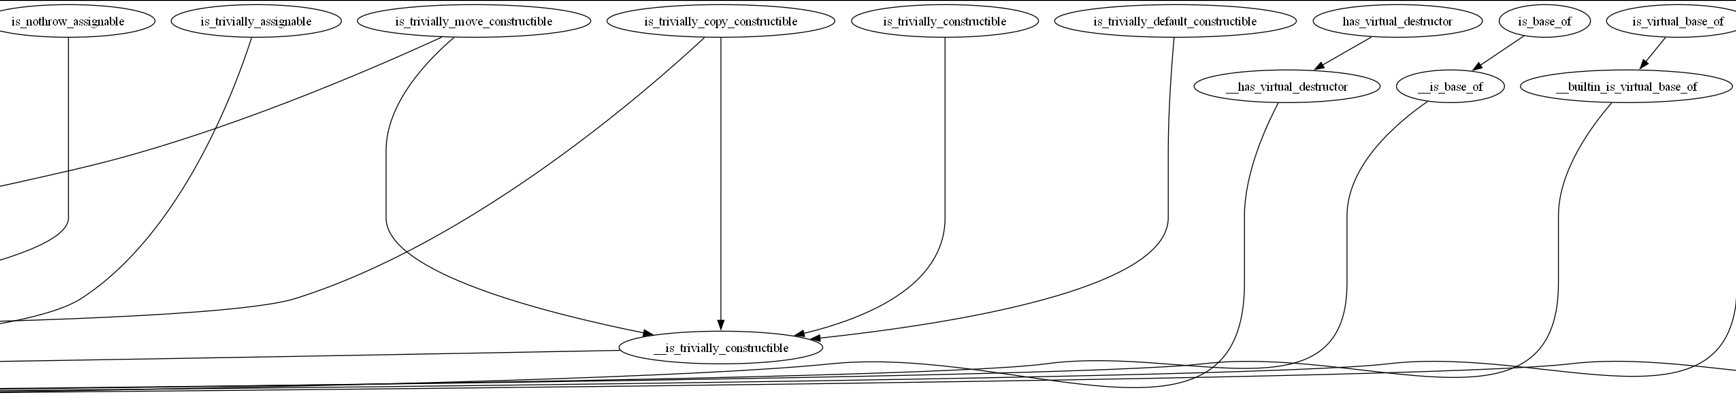 is_nothrow_assignable
is_trivially_assignable
is_trivially_move_constructible
is_trivially_copy_constructible
is_trivially_constructible
is_trivially_default_constructible
has_virtual_destructor
is_base_of
is_virtual_base_of
__has_virtual_destructor
__is_base_of
__builtin_is_virtual_base_of
__is_trivially_constructible